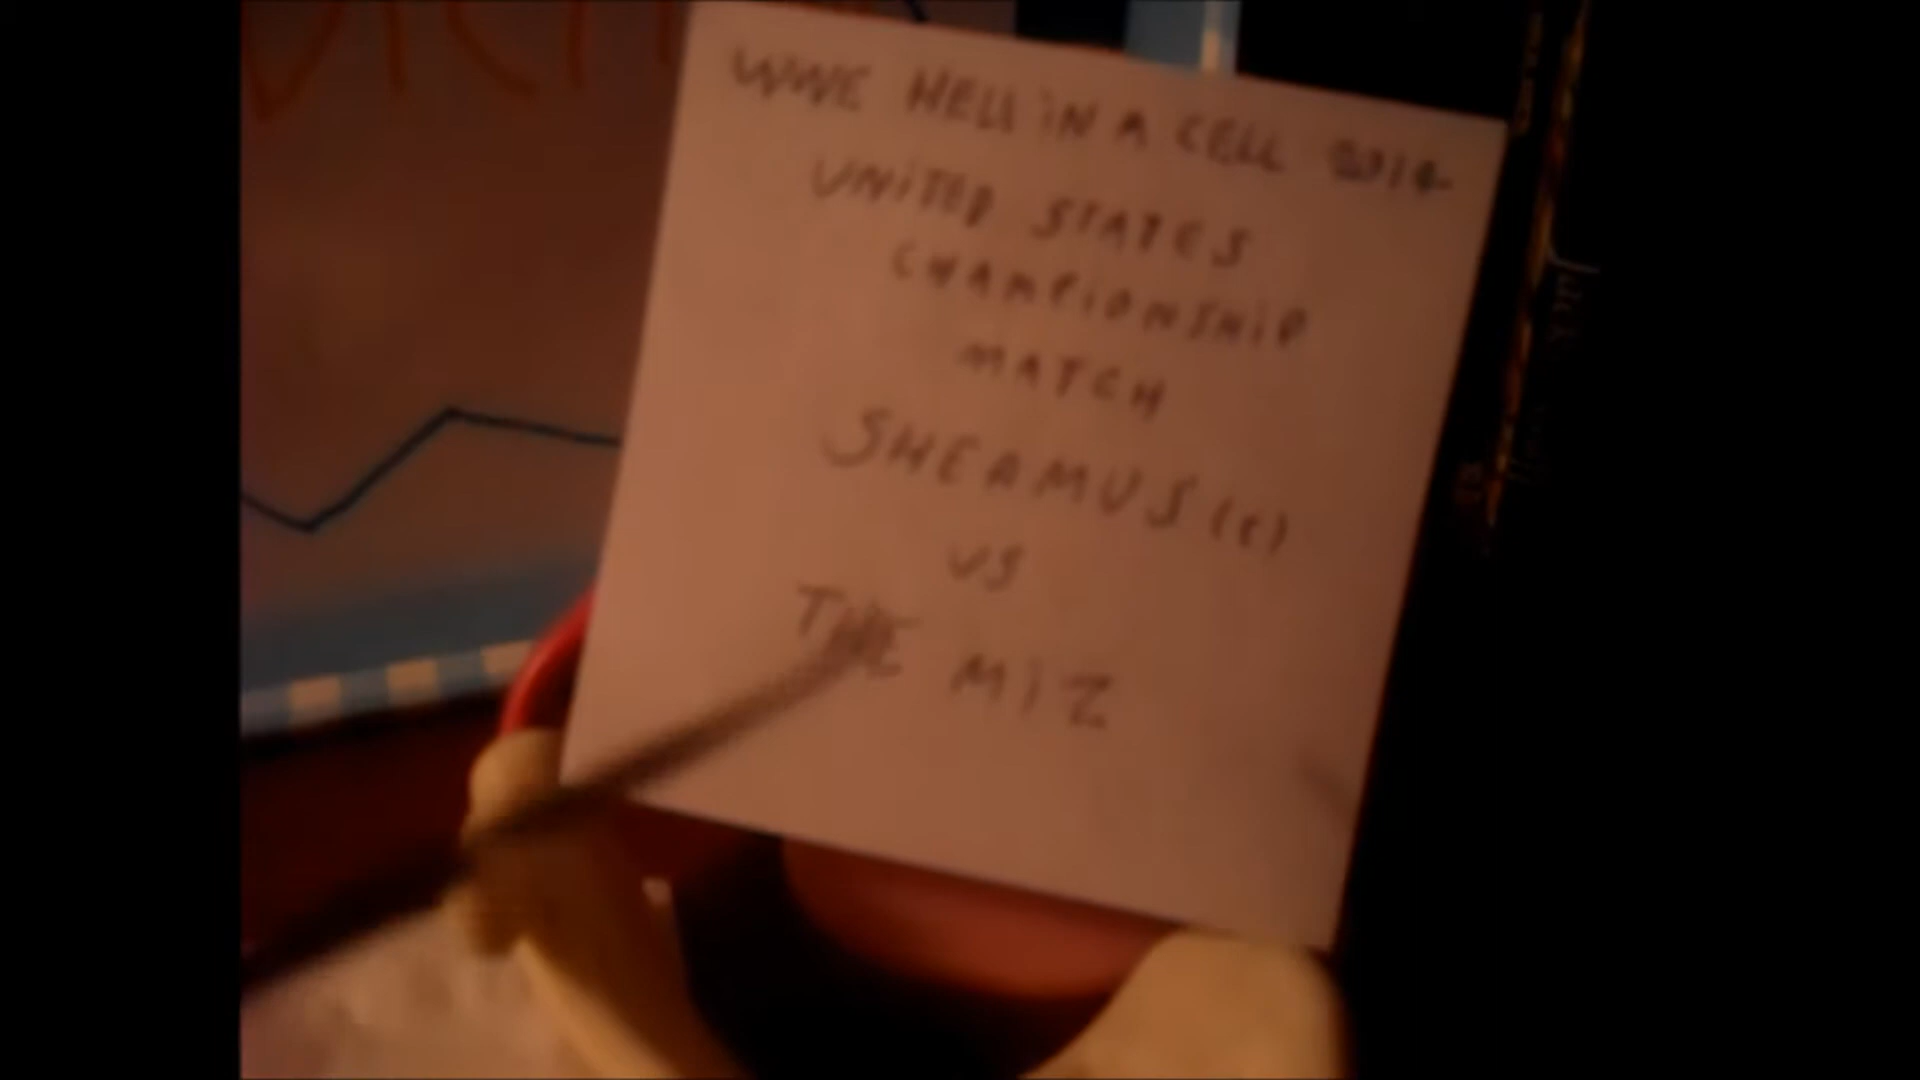 WWE HELL iN A CELL 2014
UNiTED STATES
CHAMPiONSHiP
MATCH
SHEAMUS (c)
VS
THE MiZ